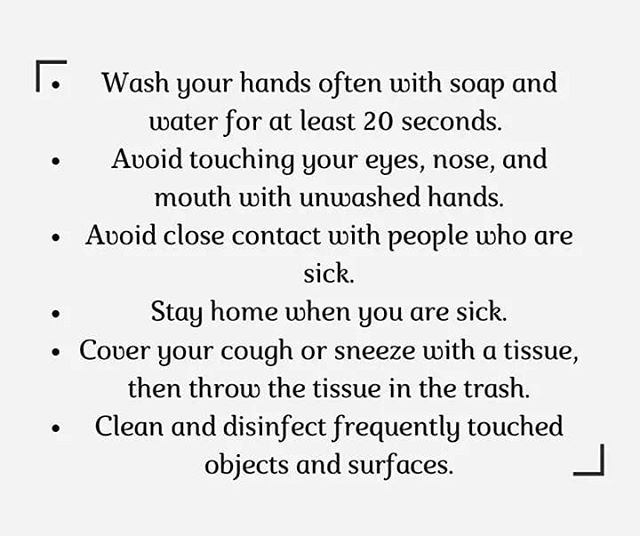 • Wash your hands often with soap and
water for at least 20 seconds.
• Avoid touching your eyes, nose, and
mouth with unwashed hands.
• Avoid close contact with people who are
sick.
• Stay home when you are sick.
• Cover your cough or sneeze with a tissue,
then throw the tissue in the trash.
• Clean and disinfect frequently touched
objects and surfaces.